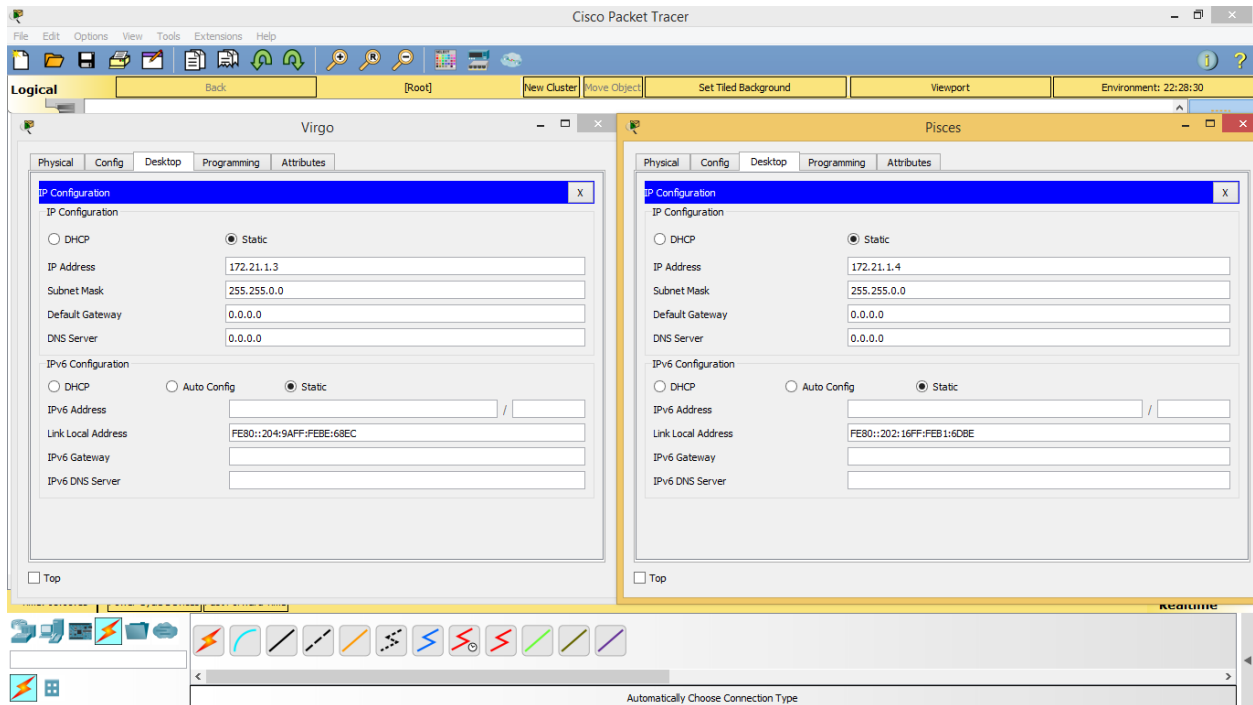 Cisco Packet Tracer
File Edit Options View Tools Extensions Help
Logical Back [Root] New Cluster Move Object Set Tiled Background Viewport Environment: 22:28:30
Virgo
Physical Config Desktop Programming Attributes
IP Configuration X
IP Configuration
DHCP Static
IP Address 172.21.1.3
Subnet Mask 255.255.0.0
Default Gateway 0.0.0.0
DNS Server 0.0.0.0
IPv6 Configuration
DHCP Auto Config Static
IPv6 Address /
Link Local Address FE80::204:9AFF:FEBE:68EC
IPv6 Gateway
IPv6 DNS Server
Top
Pisces
Physical Config Desktop Programming Attributes
IP Configuration X
IP Configuration
DHCP Static
IP Address 172.21.1.4
Subnet Mask 255.255.0.0
Default Gateway 0.0.0.0
DNS Server 0.0.0.0
IPv6 Configuration
DHCP Auto Config Static
IPv6 Address /
Link Local Address FE80::202:16FF:FEB1:6DBE
IPv6 Gateway
IPv6 DNS Server
Top
Realtime
Automatically Choose Connection Type